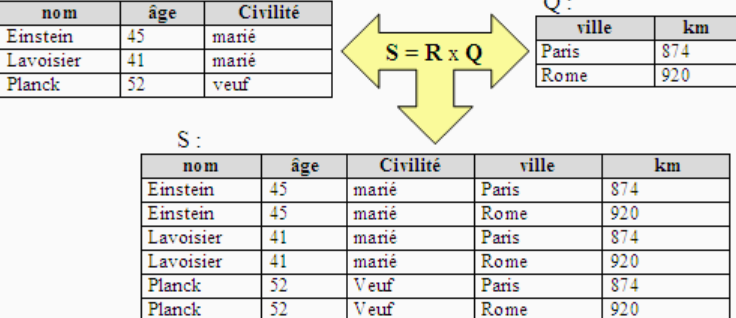 Q :
nom âge Civilité
Einstein 45 marié
Lavoisier 41 marié
Planck 52 veuf
S = R x Q
ville km
Paris 874
Rome 920
S :
nom âge Civilité ville km
Einstein 45 marié Paris 874
Einstein 45 marié Rome 920
Lavoisier 41 marié Paris 874
Lavoisier 41 marié Rome 920
Planck 52 Veuf Paris 874
Planck 52 Veuf Rome 920